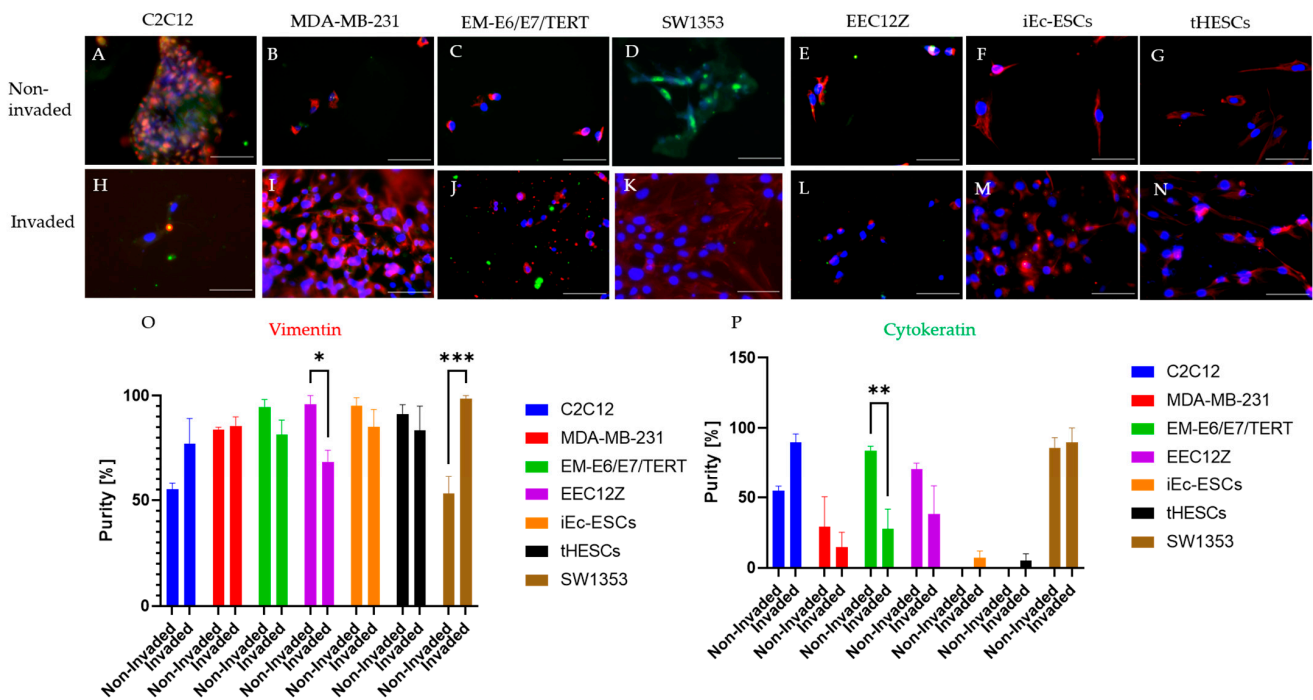 C2C12 MDA-MB-231 EM-E6/E7/TERT SW1353 EEC12Z iEc-ESCs tHESCs
Non-
invaded
A B C D E F G
Invaded
H I J K L M N
O Vimentin
Purity [%]
100
50
0
* ***
Non-Invaded
Invaded
Non-Invaded
Invaded
Non-Invaded
Invaded
Non-Invaded
Invaded
Non-Invaded
Invaded
Non-Invaded
Invaded
Non-Invaded
Invaded
C2C12
MDA-MB-231
EM-E6/E7/TERT
EEC12Z
iEc-ESCs
tHESCs
SW1353
P Cytokeratin
Purity [%]
150
100
50
0
**
Non-Invaded
Invaded
Non-Invaded
Invaded
Non-Invaded
Invaded
Non-Invaded
Invaded
Non-Invaded
Invaded
Non-Invaded
Invaded
Non-Invaded
Invaded
C2C12
MDA-MB-231
EM-E6/E7/TERT
EEC12Z
iEc-ESCs
tHESCs
SW1353